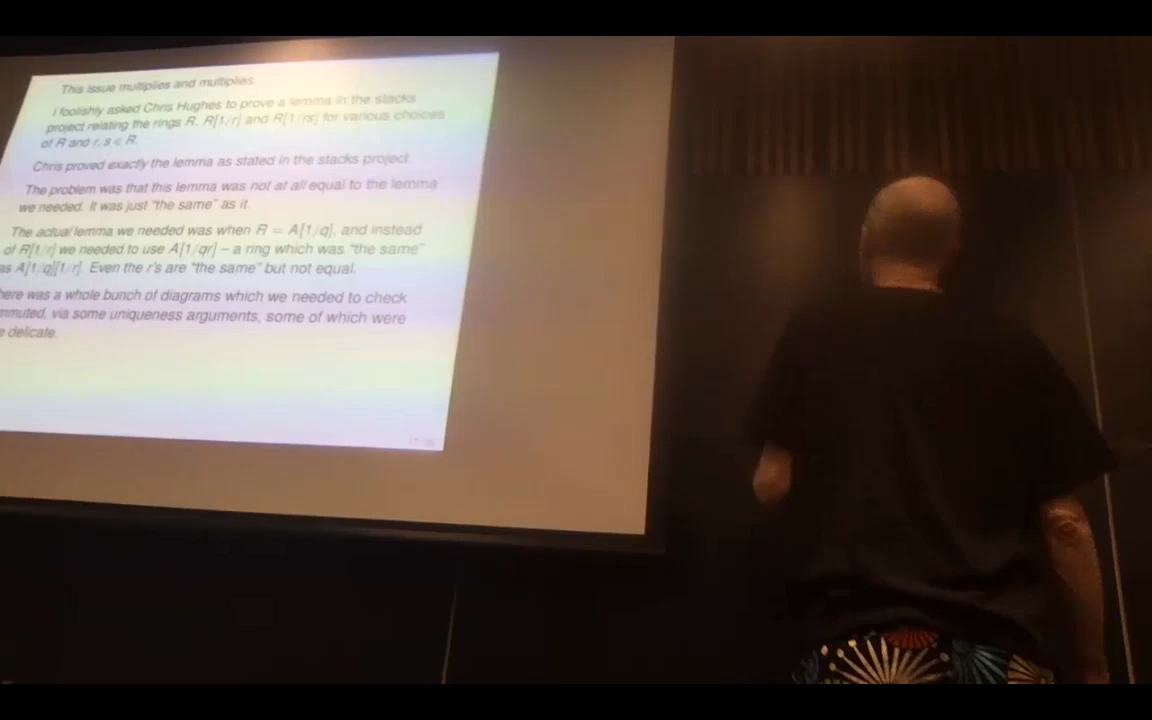 This issue multiplies and multiplies.
I foolishly asked Chris Hughes to prove a lemma in the stacks
project relating the rings R, R[1/r] and R[1/rs] for various choices
of R and r, s ∈ R.
Chris proved exactly the lemma as stated in the stacks project.
The problem was that this lemma was not at all equal to the lemma
we needed. It was just “the same” as it.
The actual lemma we needed was when R = A[1/q], and instead
of R[1/r] we needed to use A[1/qr] – a ring which was “the same”
as A[1/q][1/r]. Even the r's are “the same” but not equal.
here was a whole bunch of diagrams which we needed to check
mmuted, via some uniqueness arguments, some of which were
e delicate.